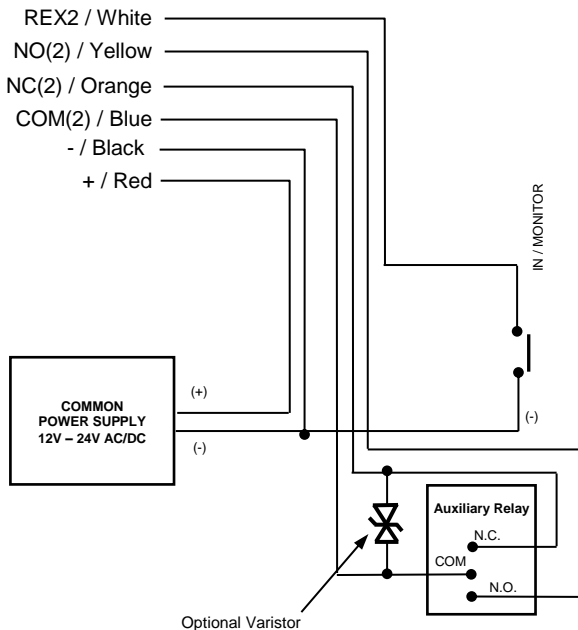 REX2 / White
NO(2) / Yellow
NC(2) / Orange
COM(2) / Blue
- / Black
+ / Red
IN / MONITOR
COMMON
POWER SUPPLY
12V – 24V AC/DC
(+)
(-)
(-)
Auxiliary Relay
N.C.
COM
N.O.
Optional Varistor